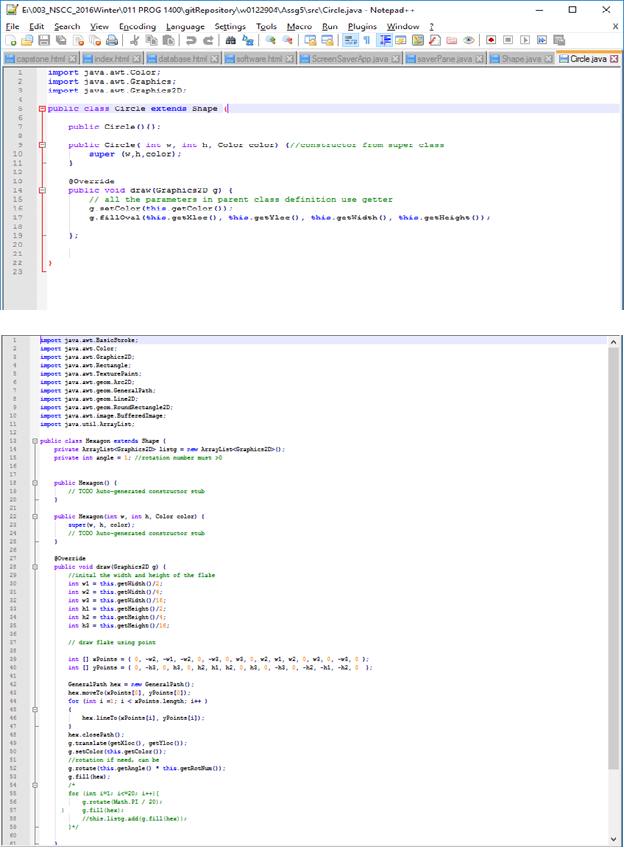 E:\003_NSCC_2016Winter\011 PROG 1400\gitRepository\w0122904\Assg5\src\Circle.java - Notepad++
File Edit Search View Encoding Language Settings Tools Macro Run Plugins Window ? X
capstone.html index.html database.html software.html ScreenSaverApp.java saverPane.java Shape.java Circle.java
1 import java.awt.Color;
2 import java.awt.Graphics;
3 import java.awt.Graphics2D;
4
5 public class Circle extends Shape {
6
7 public Circle(){};
8
9 public Circle( int w, int h, Color color) {//constructor from super class
10 super (w,h,color);
11 }
12
13 @Override
14 public void draw(Graphics2D g) {
15 // all the parameters in parent class definition use getter
16 g.setColor(this.getColor());
17 g.fillOval(this.getXloc(), this.getYloc(), this.getWidth(), this.getHeight());
18
19 };
20
21
22 }
23
1 import java.awt.BasicStroke;
2 import java.awt.Color;
3 import java.awt.Graphics2D;
4 import java.awt.Rectangle;
5 import java.awt.TexturePaint;
6 import java.awt.geom.Arc2D;
7 import java.awt.geom.GeneralPath;
8 import java.awt.geom.Line2D;
9 import java.awt.geom.RoundRectangle2D;
10 import java.awt.image.BufferedImage;
11 import java.util.ArrayList;
12
13 public class Hexagon extends Shape {
14 private ArrayList<Graphics2D> listg = new ArrayList<Graphics2D>();
15 private int angle = 1; //rotation number must >0
16
17
18 public Hexagon() {
19 // TODO Auto-generated constructor stub
20 }
21
22 public Hexagon(int w, int h, Color color) {
23 super(w, h, color);
24 // TODO Auto-generated constructor stub
25 }
26
27 @Override
28 public void draw(Graphics2D g) {
29 //inital the width and height of the flake
30 int w1 = this.getWidth()/2;
31 int w2 = this.getWidth()/4;
32 int w3 = this.getWidth()/16;
33 int h1 = this.getHeight()/2;
34 int h2 = this.getHeight()/4;
35 int h3 = this.getHeight()/16;
36
37 // draw flake using point
38
39 int [] xPoints = { 0, -w2, -w1, -w2, 0, -w3, 0, w3, 0, w2, w1, w2, 0, w3, 0, -w3, 0 };
40 int [] yPoints = { 0, -h3, 0, h3, 0, h2, h1, h2, 0, h3, 0, -h3, 0, -h2, -h1, -h2, 0 };
41
42 GeneralPath hex = new GeneralPath();
43 hex.moveTo(xPoints[0], yPoints[0]);
44 for (int i =1; i < xPoints.length; i++ )
45 {
46 hex.lineTo(xPoints[i], yPoints[i]);
47 }
48 hex.closePath();
49 g.translate(getXloc(), getYloc());
50 g.setColor(this.getColor());
51 //rotation if need, can be
52 g.rotate(this.getAngle() * this.getRotNum());
53 g.fill(hex);
54 /*
55 for (int i=1; i<=20; i++){
56 g.rotate(Math.PI / 20);
57 } g.fill(hex);
58 //this.listg.add(g.fill(hex));
59 }*/
60
61 }